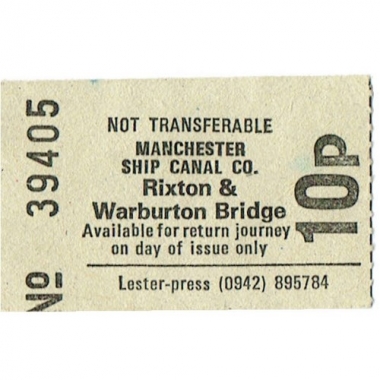 Nº 39405
NOT TRANSFERABLE
MANCHESTER
SHIP CANAL CO.
Rixton &
Warburton Bridge
Available for return journey
on day of issue only
10p
Lester-press (0942) 895784